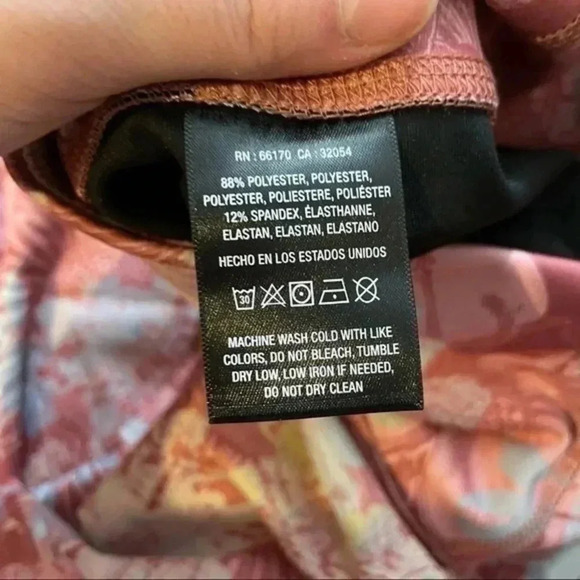 RN : 66170 CA : 32054
88% POLYESTER, POLYESTER,
POLYESTER, POLIESTERE, POLIÉSTER
12% SPANDEX, ÉLASTHANNE,
ELASTAN, ELASTAN, ELASTANO
HECHO EN LOS ESTADOS UNIDOS
30
MACHINE WASH COLD WITH LIKE
COLORS, DO NOT BLEACH, TUMBLE
DRY LOW, LOW IRON IF NEEDED,
DO NOT DRY CLEAN